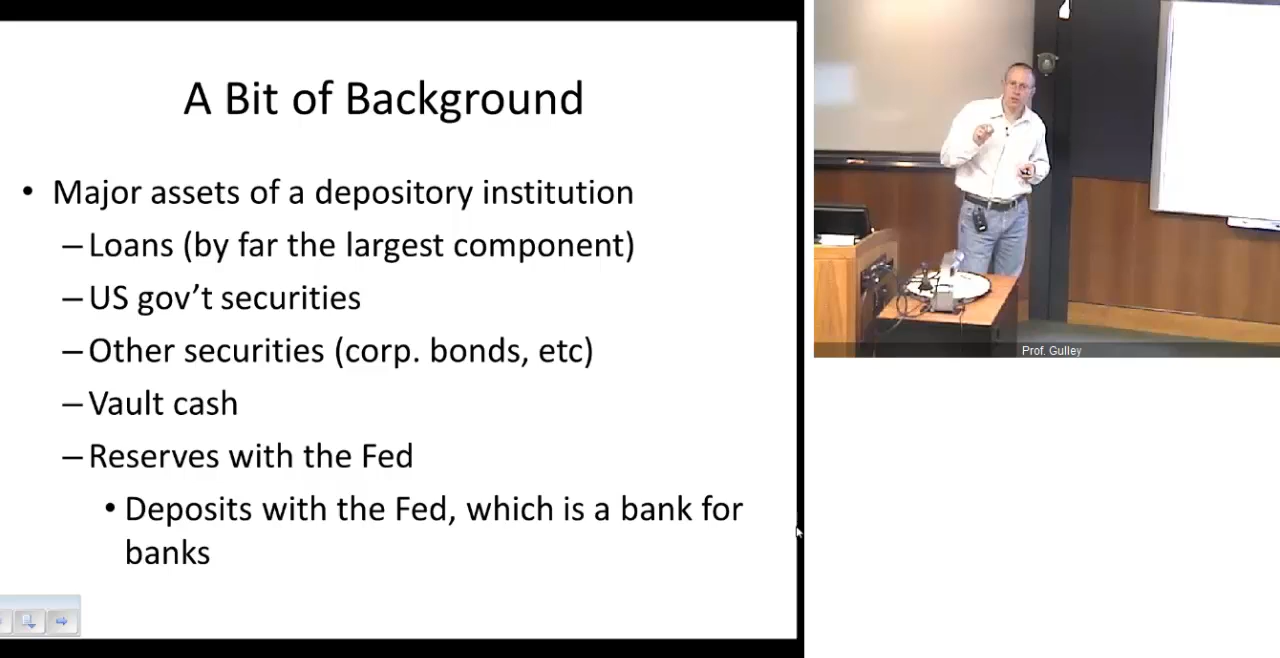 A Bit of Background
• Major assets of a depository institution
– Loans (by far the largest component)
– US gov't securities
– Other securities (corp. bonds, etc)
– Vault cash
– Reserves with the Fed
• Deposits with the Fed, which is a bank for
banks
Prof. Gulley